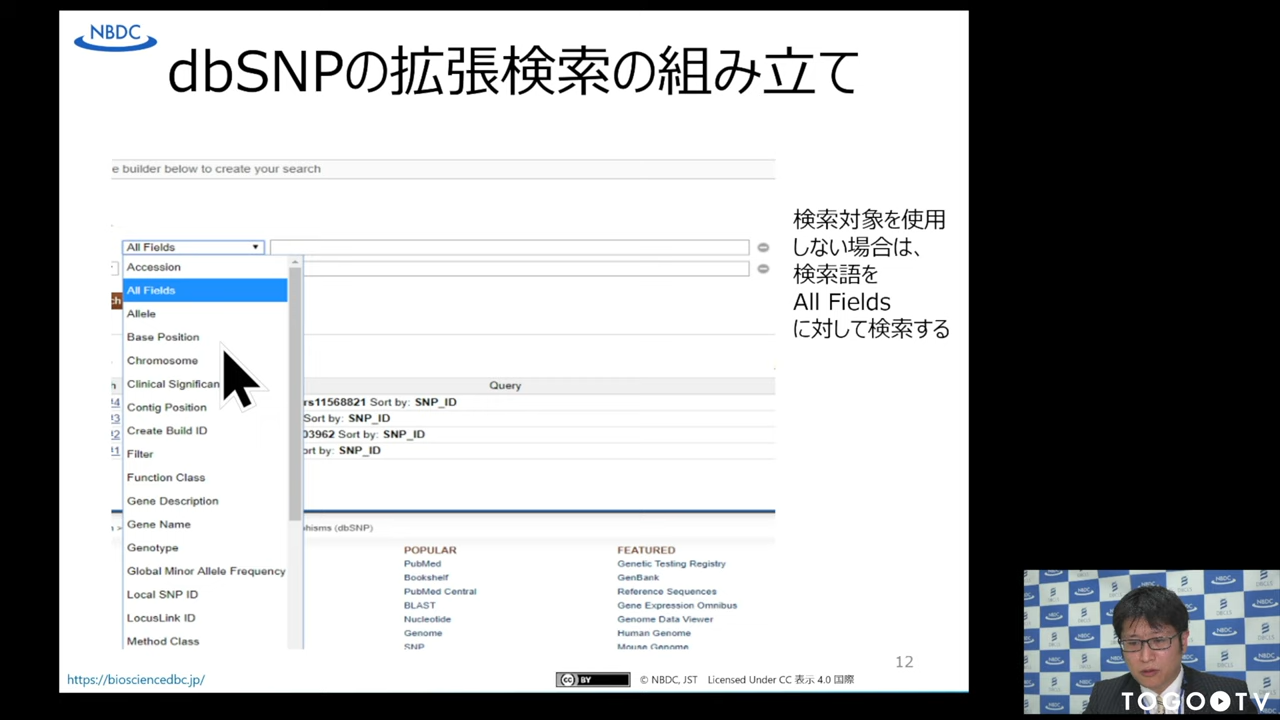 NBDC
dbSNPの拡張検索の組み立て
e builder below to create your search
All Fields
Accession
All Fields
Allele
Base Position
Chromosome
Clinical Significan
Contig Position
Create Build ID
Filter
Function Class
Gene Description
Gene Name
Genotype
Global Minor Allele Frequency
Local SNP ID
LocusLink ID
Method Class
ch
Query
rs11568821 Sort by: SNP_ID
Sort by: SNP_ID
03962 Sort by: SNP_ID
ort by: SNP_ID
hisms (dbSNP)
POPULAR
PubMed
Bookshelf
PubMed Central
BLAST
Nucleotide
Genome
SNP
FEATURED
Genetic Testing Registry
GenBank
Reference Sequences
Gene Expression Omnibus
Genome Data Viewer
Human Genome
Mouse Genome
検索対象を使用
しない場合は、
検索語を
All Fields
に対して検索する
12
https://biosciencedbc.jp/
cc BY
© NBDC, JST Licensed Under CC 表示 4.0 国際
NBDC
DBCLS
TOGOTV